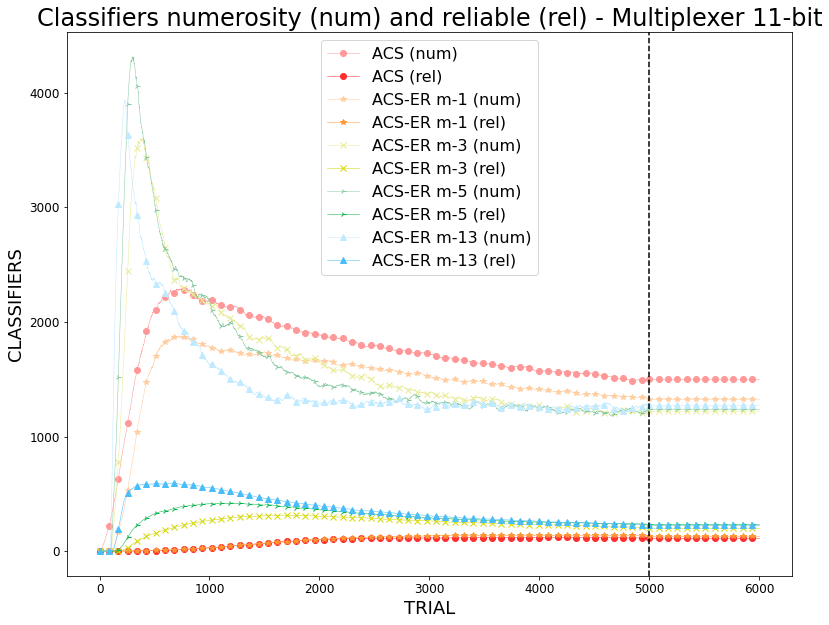 Classifiers numerosity (num) and reliable (rel) - Multiplexer 11-bit
ACS (num)
ACS (rel)
ACS-ER m-1 (num)
ACS-ER m-1 (rel)
ACS-ER m-3 (num)
ACS-ER m-3 (rel)
ACS-ER m-5 (num)
ACS-ER m-5 (rel)
ACS-ER m-13 (num)
ACS-ER m-13 (rel)
CLASSIFIERS
4000
3000
2000
1000
0
0 1000 2000 3000 4000 5000 6000
TRIAL